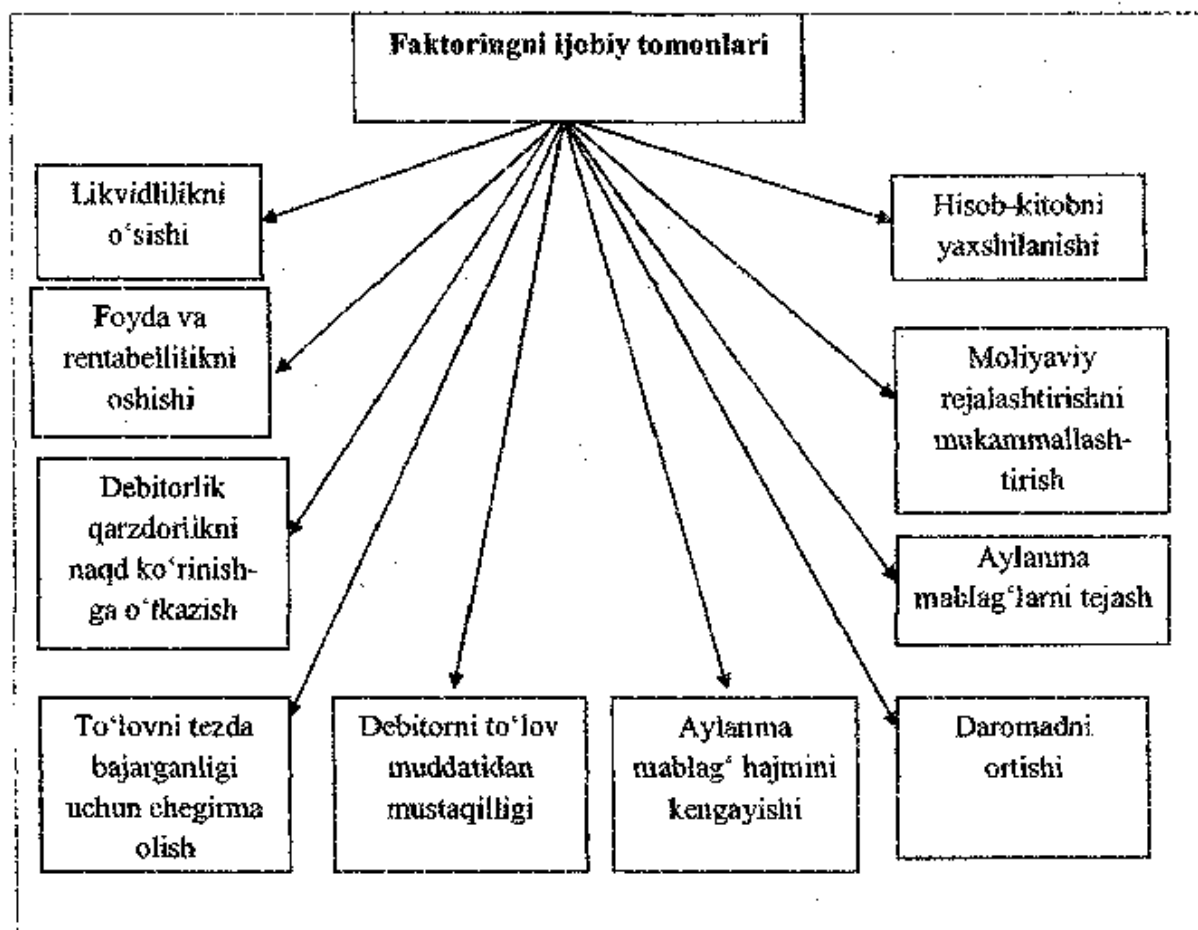 Faktoringni ijobiy tomonlari
Likvidlilikni
o‘sishi
Foyda va
rentabellilikni
oshishi
Debitorlik
qarzdorlikni
naqd ko‘rinish-
ga o‘tkazish
To‘lovni tezda
bajarganligi
uchun chegirma
olish
Debitorni to‘lov
muddatidan
mustaqilligi
Aylanma
mablag‘ hajmini
kengayishi
Daromadni
ortishi
Aylanma
mablag‘larni tejash
Moliyaviy
rejalashtirishni
mukammallash-
tirish
Hisob-kitobni
yaxshilanishi